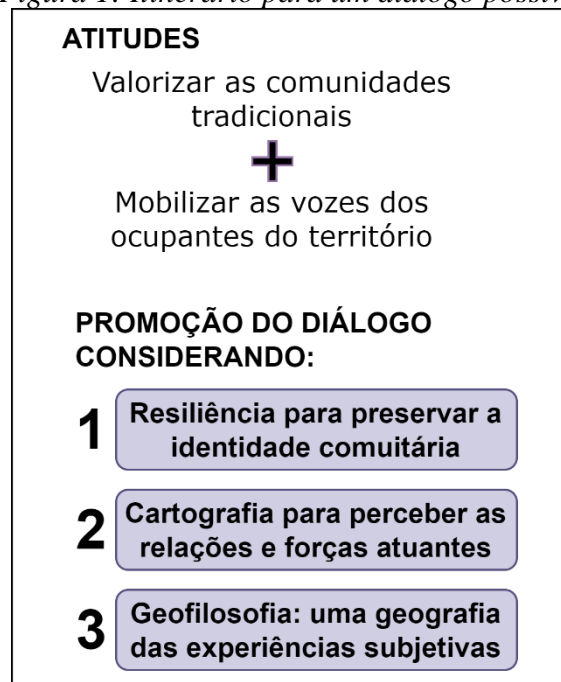 Figura 1: Itinerário para um diálogo possív
ATITUDES
Valorizar as comunidades
tradicionais
+
Mobilizar as vozes dos
ocupantes do território
PROMOÇÃO DO DIÁLOGO
CONSIDERANDO:
1 Resiliência para preservar a
identidade comuitária
2 Cartografia para perceber as
relações e forças atuantes
3 Geofilosofia: uma geografia
das experiências subjetivas